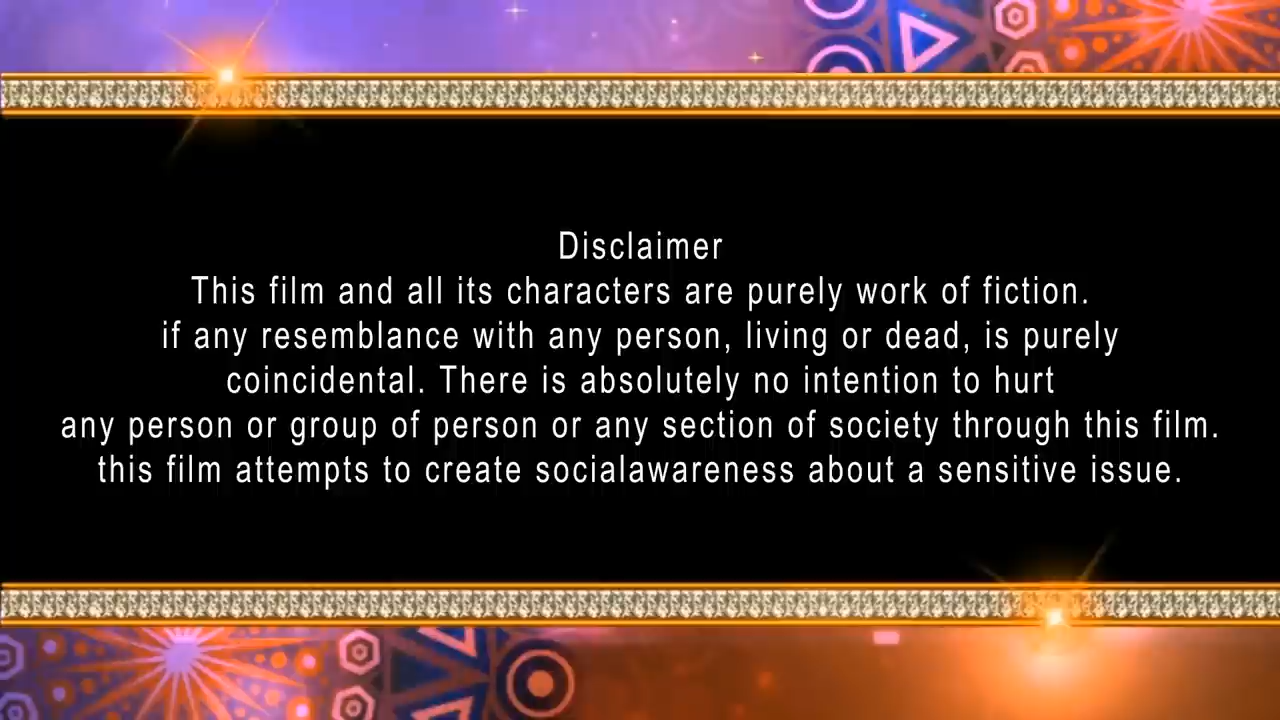 Disclaimer
This film and all its characters are purely work of fiction.
if any resemblance with any person, living or dead, is purely
coincidental. There is absolutely no intention to hurt
any person or group of person or any section of society through this film.
this film attempts to create socialawareness about a sensitive issue.